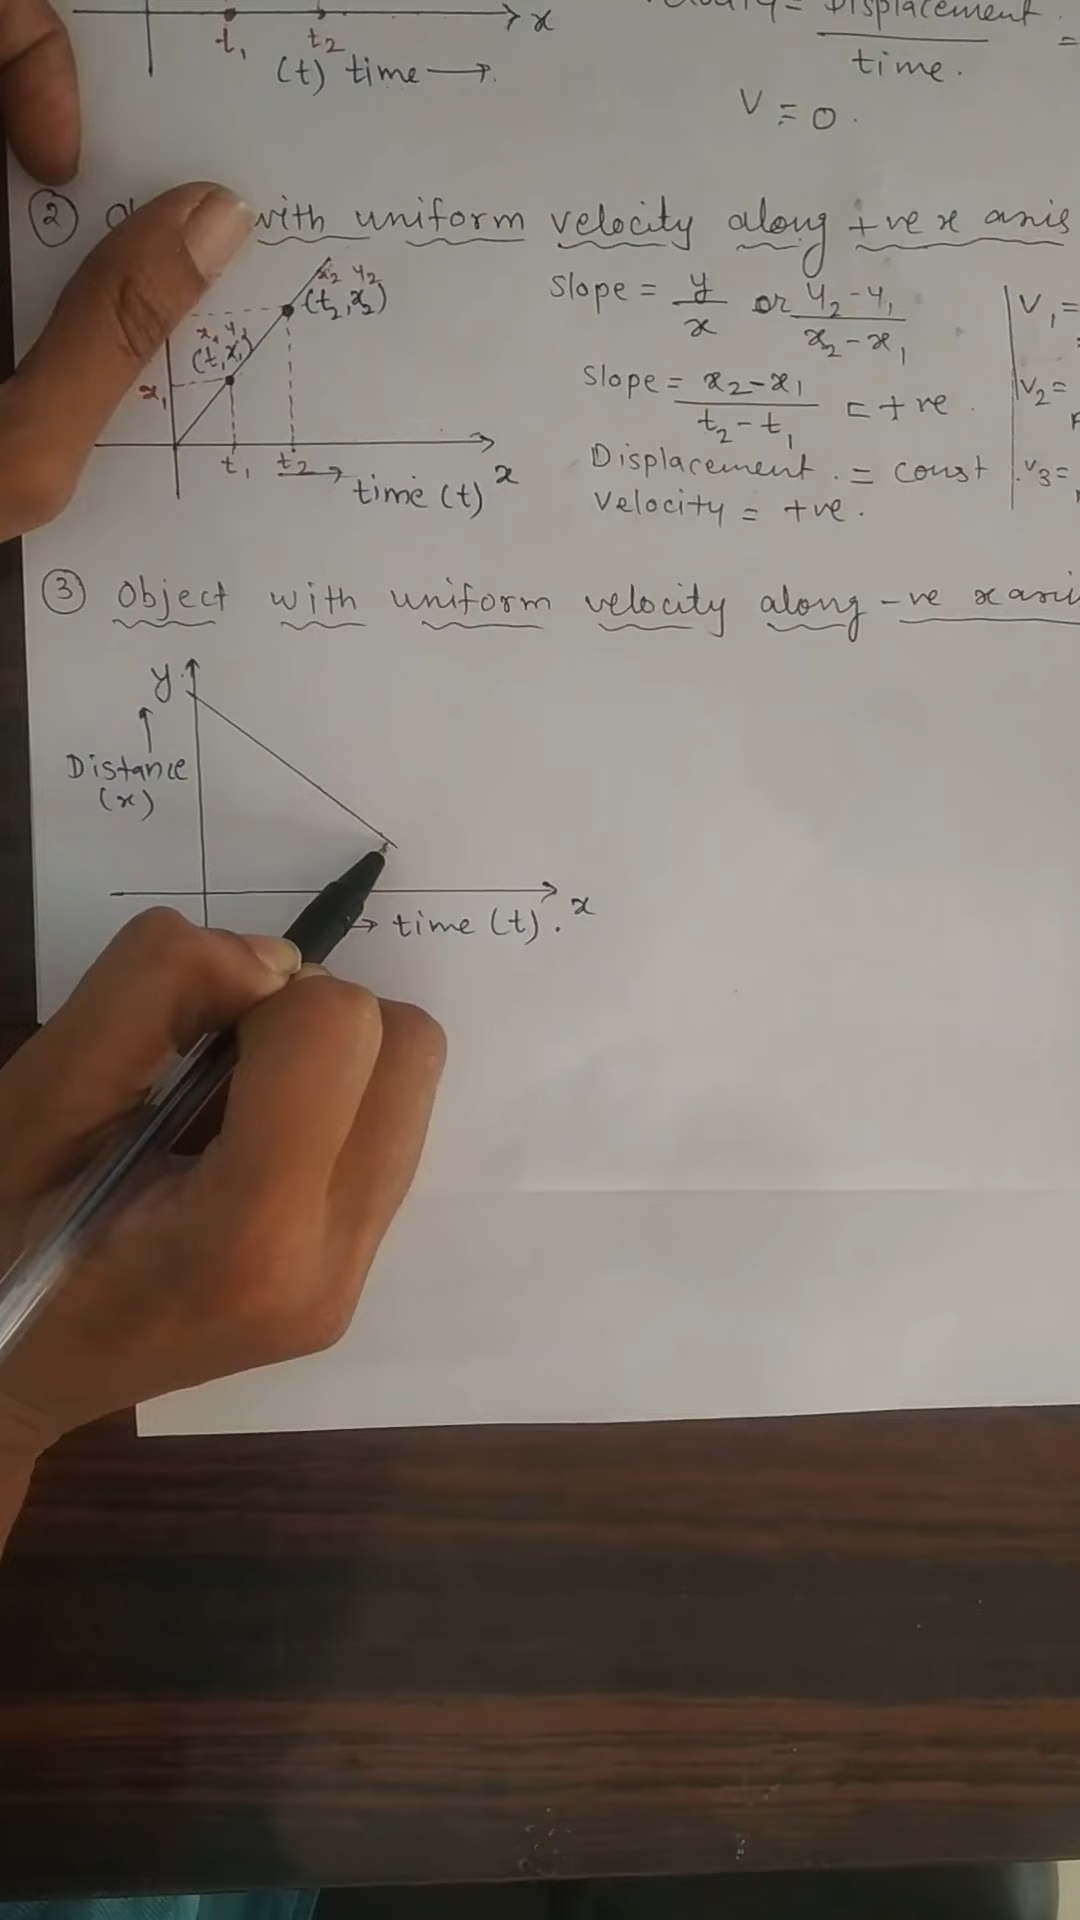 x
t₁ t₂
(t) time →
velocity = Displacement
time.
=
V = 0.
② with uniform velocity along +ve x axis
x₂ y₂
(t₂, x₂)
x₁ y₁
(t₁, x₁)
x₁
t₁ t₂ →
time (t) x
Slope = y/x or y₂-y₁/x₂-x₁
Slope = x₂-x₁/t₂-t₁ = +ve.
Displacement. = const
Velocity = +ve.
V₁=
V₂=
V₃=
③ Object with uniform velocity along -ve x axis
y
Distance
(x)
→ time (t). x